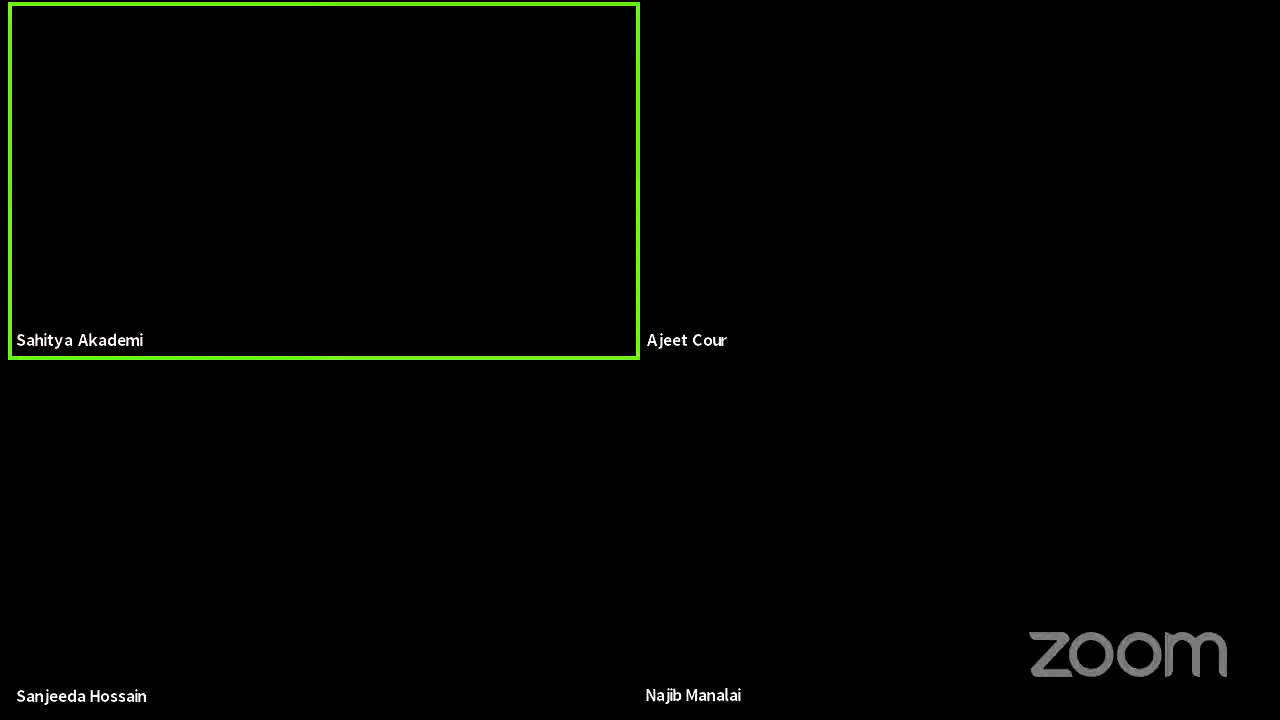 Sahitya Akademi
Ajeet Cour
zoom
Sanjeeda Hossain
Najib Manalai